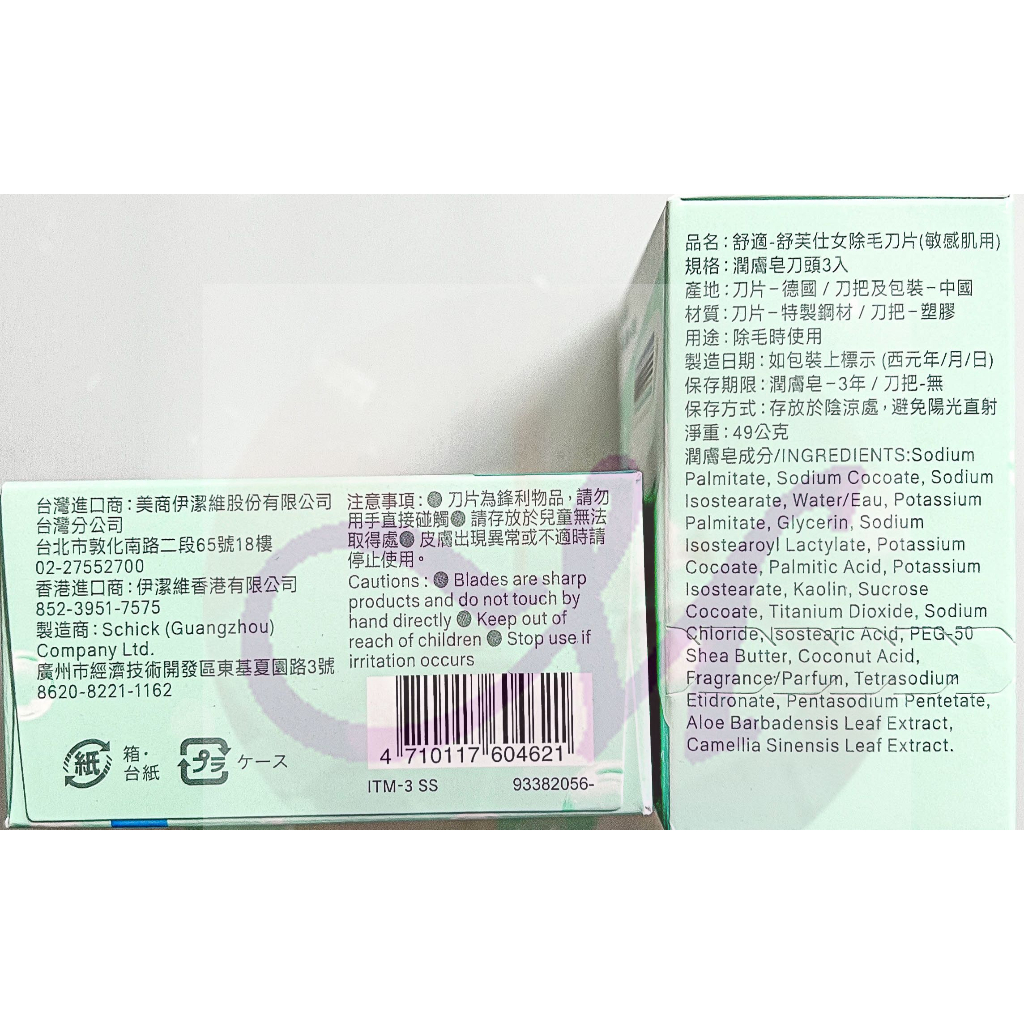 台灣進口商：美商伊潔維股份有限公司
台灣分公司
台北市敦化南路二段65號18樓
02-27552700
香港進口商：伊潔維香港有限公司
852-3951-7575
製造商：Schick (Guangzhou)
Company Ltd.
廣州市經濟技術開發區東基夏園路3號
8620-8221-1162
紙
箱・
台紙
プラ
ケース
注意事項：● 刀片為鋒利物品，請勿
用手直接碰觸● 請存放於兒童無法
取得處● 皮膚出現異常或不適時請
停止使用。
Cautions : ● Blades are sharp
products and do not touch by
hand directly ● Keep out of
reach of children ● Stop use if
irritation occurs
4 710117 604621
ITM-3 SS 93382056-
品名：舒適-舒芙仕女除毛刀片(敏感肌用)
規格：潤膚皂刀頭3入
產地：刀片－德國 / 刀把及包裝－中國
材質：刀片－特製鋼材 / 刀把－塑膠
用途：除毛時使用
製造日期：如包裝上標示 (西元年/月/日)
保存期限：潤膚皂－3年 / 刀把-無
保存方式：存放於陰涼處，避免陽光直射
淨重：49公克
潤膚皂成分/INGREDIENTS:Sodium
Palmitate, Sodium Cocoate, Sodium
Isostearate, Water/Eau, Potassium
Palmitate, Glycerin, Sodium
Isostearoyl Lactylate, Potassium
Cocoate, Palmitic Acid, Potassium
Isostearate, Kaolin, Sucrose
Cocoate, Titanium Dioxide, Sodium
Chloride, Isostearic Acid, PEG-50
Shea Butter, Coconut Acid,
Fragrance/Parfum, Tetrasodium
Etidronate, Pentasodium Pentetate,
Aloe Barbadensis Leaf Extract,
Camellia Sinensis Leaf Extract.